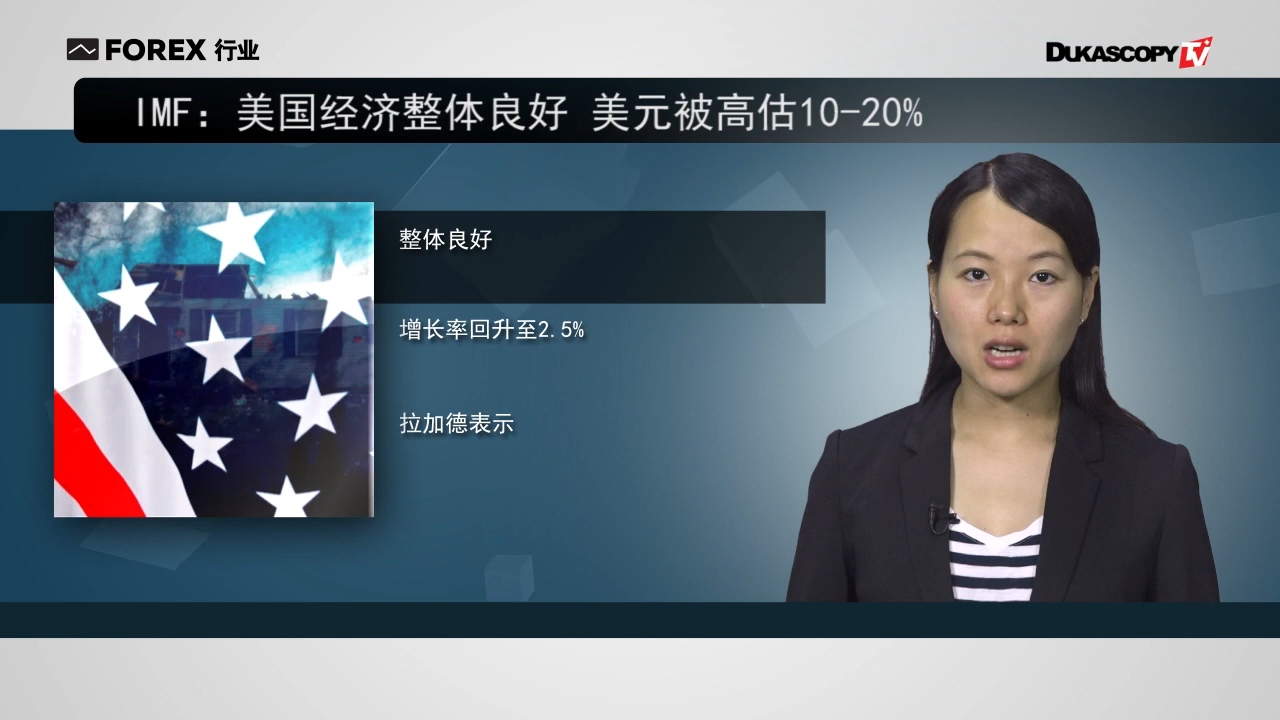 FOREX 行业
DUKASCOPY TV
IMF：美国经济整体良好 美元被高估10-20%
整体良好
增长率回升至2.5%
拉加德表示